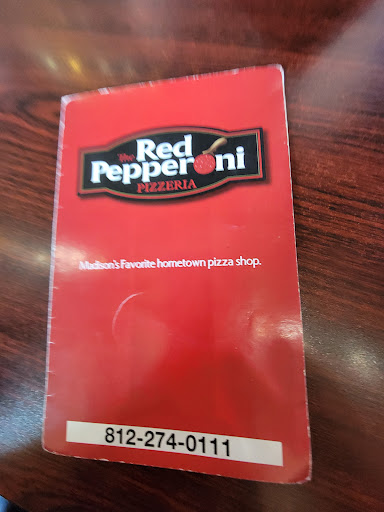 The Red
Pepperoni
PIZZERIA
Madison's Favorite hometown pizza shop.
812-274-0111